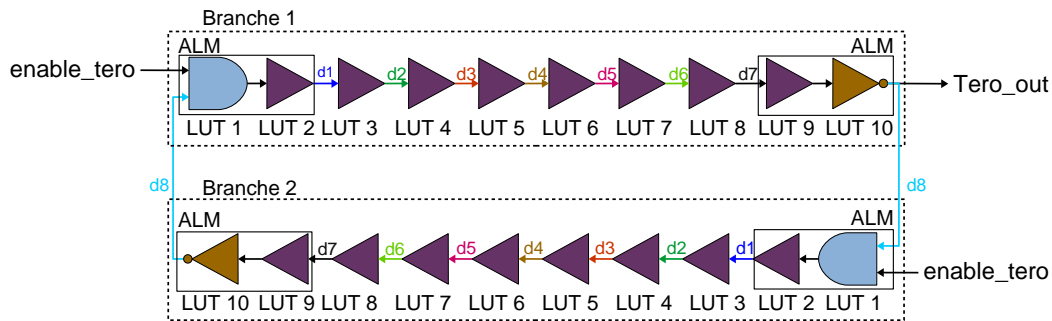 Branche 1
ALM ALM
enable_tero d1 d2 d3 d4 d5 d6 d7 Tero_out
LUT 1 LUT 2 LUT 3 LUT 4 LUT 5 LUT 6 LUT 7 LUT 8 LUT 9 LUT 10
d8 d8
Branche 2
ALM ALM
d7 d6 d5 d4 d3 d2 d1
enable_tero
LUT 10 LUT 9 LUT 8 LUT 7 LUT 6 LUT 5 LUT 4 LUT 3 LUT 2 LUT 1